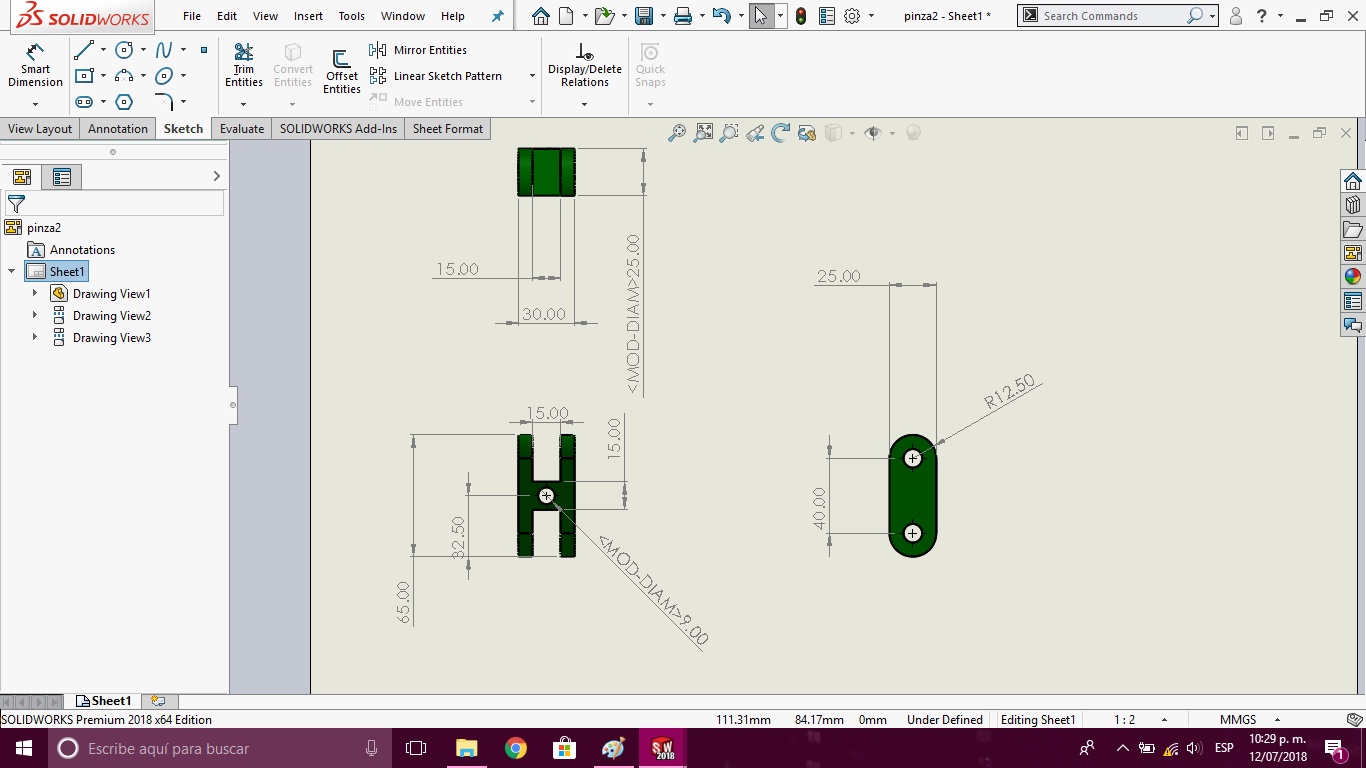 SOLIDWORKS
File Edit View Insert Tools Window Help
pinza2 - Sheet1 *
Search Commands
?
Smart Dimension
Trim Entities
Convert Entities
Offset Entities
Mirror Entities
Linear Sketch Pattern
Move Entities
Display/Delete Relations
Quick Snaps
View Layout Annotation Sketch Evaluate SOLIDWORKS Add-Ins Sheet Format
pinza2
A Annotations
Sheet1
Drawing View1
Drawing View2
Drawing View3
15.00
30.00
<MOD-DIAM>25.00
25.00
R12.50
15.00
15.00
32.50
65.00
<MOD-DIAM>9.00
40.00
Sheet1
SOLIDWORKS Premium 2018 x64 Edition
111.31mm 84.17mm 0mm Under Defined Editing Sheet1 1 : 2 MMGS
Escribe aquí para buscar
SW 2018
ESP
10:29 p. m.
12/07/2018
1